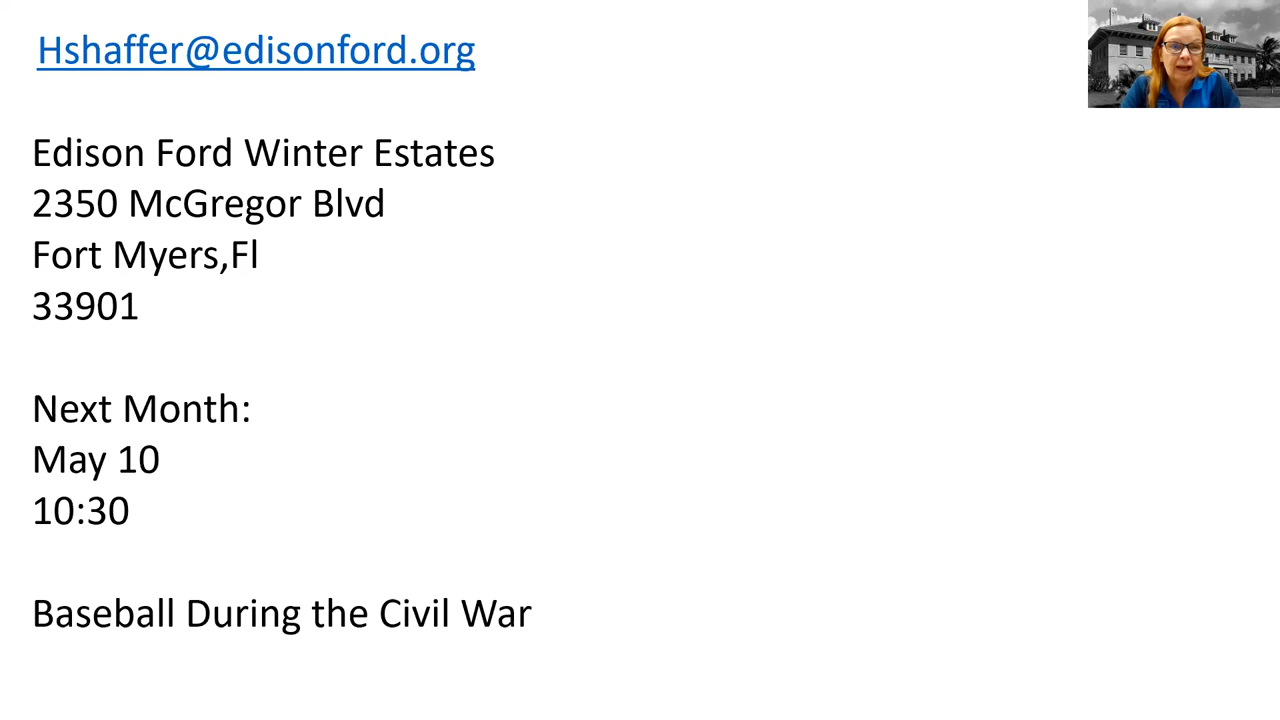 Hshaffer@edisonford.org
Edison Ford Winter Estates
2350 McGregor Blvd
Fort Myers,Fl
33901
Next Month:
May 10
10:30
Baseball During the Civil War